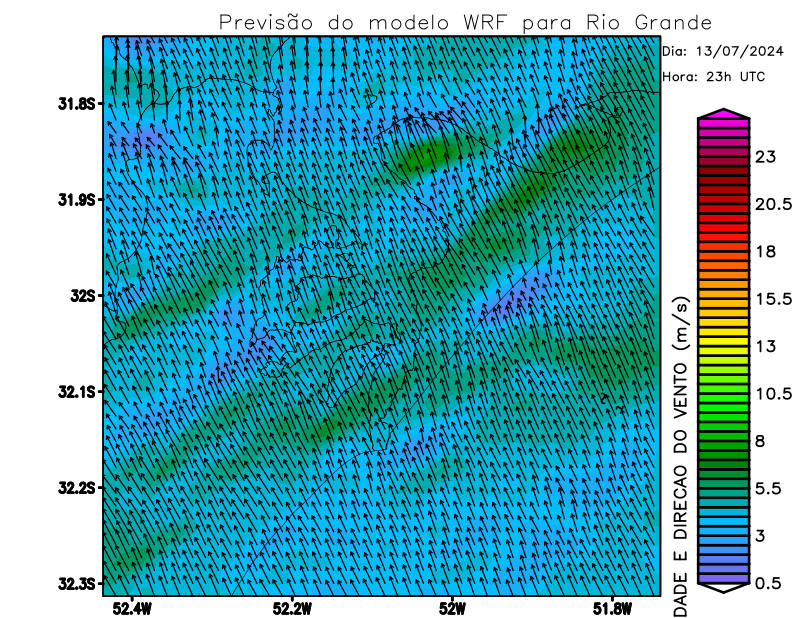 Previsão do modelo WRF para Rio Grande
Dia: 13/07/2024
Hora: 23h UTC
31.8S
31.9S
32S
32.1S
32.2S
32.3S
52.4W
52.2W
52W
51.8W
DADE E DIRECAO DO VENTO (m/s)
23
20.5
18
15.5
13
10.5
8
5.5
3
0.5